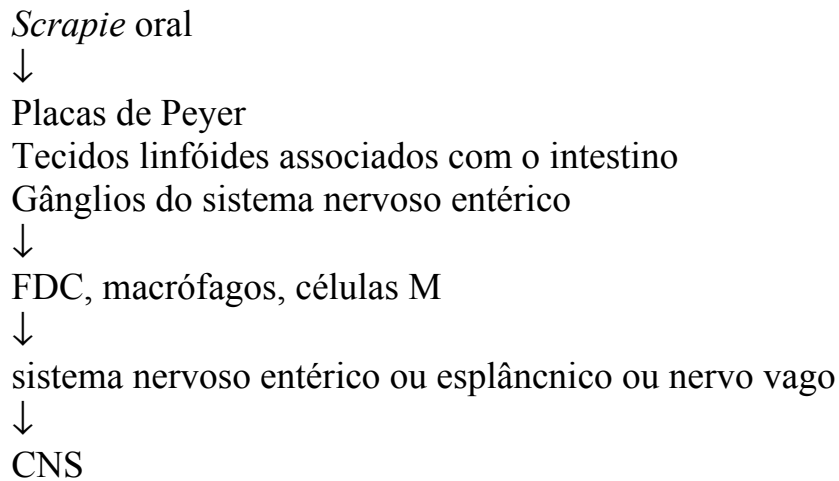 Scrapie oral
↓
Placas de Peyer
Tecidos linfóides associados com o intestino
Gânglios do sistema nervoso entérico
↓
FDC, macrófagos, células M
↓
sistema nervoso entérico ou esplâncnico ou nervo vago
↓
CNS